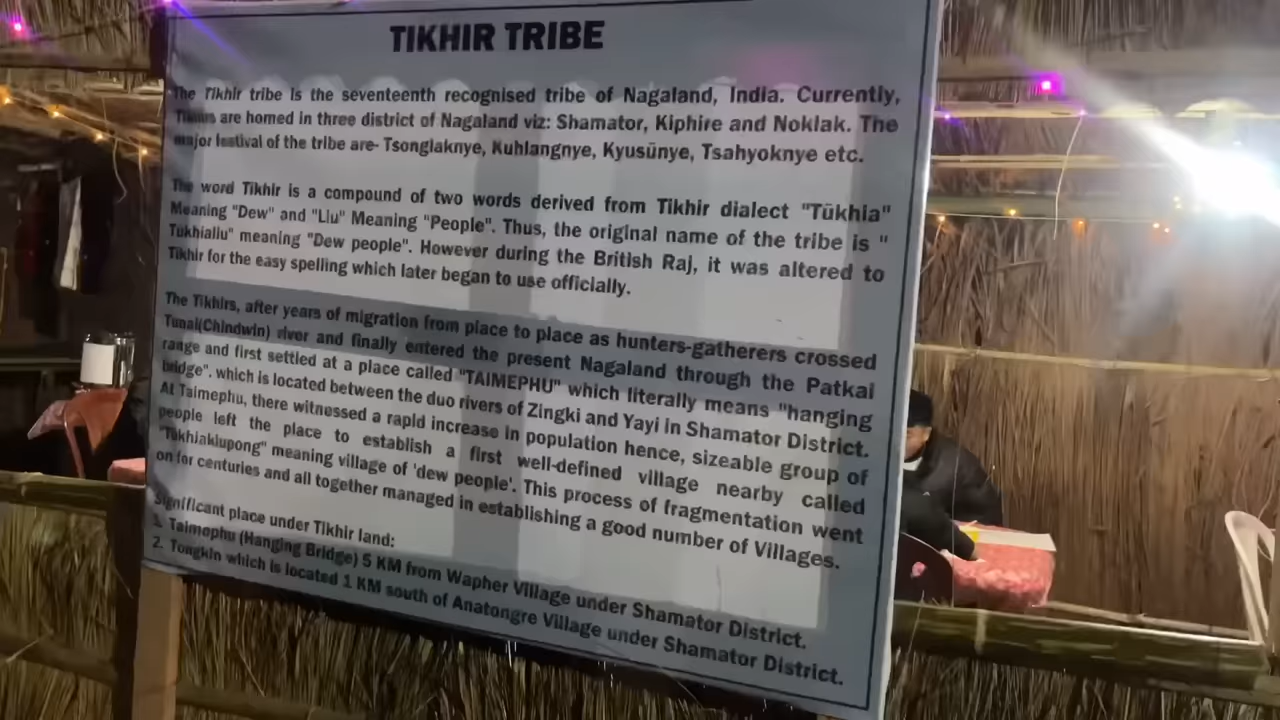 TIKHIR TRIBE
The Tikhir tribe is the seventeenth recognised tribe of Nagaland, India. Currently,
Tikhirs are homed in three district of Nagaland viz: Shamator, Kiphire and Noklak. The
major festival of the tribe are- Tsonglaknye, Kuhlangnye, Kyusünye, Tsahyoknye etc.
The word Tikhir is a compound of two words derived from Tikhir dialect "Tükhia"
Meaning "Dew" and "Liu" Meaning "People". Thus, the original name of the tribe is "
Tükhialiu" meaning "Dew people". However during the British Raj, it was altered to
Tikhir for the easy spelling which later began to use officially.
The Tikhirs, after years of migration from place to place as hunters-gatherers crossed
Tunai(Chindwin) river and finally entered the present Nagaland through the Patkai
range and first settled at a place called "TAIMEPHU" which literally means "hanging
bridge". which is located between the duo rivers of Zingki and Yayi in Shamator District.
At Taimephu, there witnessed a rapid increase in population hence, sizeable group of
people left the place to establish a first well-defined village nearby called
"Tükhiakiupong" meaning village of 'dew people'. This process of fragmentation went
on for centuries and all together managed in establishing a good number of Villages.
Significant place under Tikhir land:
1. Taimephu (Hanging Bridge) 5 KM from Wapher Village under Shamator District.
2. Tongkin which is located 1 KM south of Anatongre Village under Shamator District.